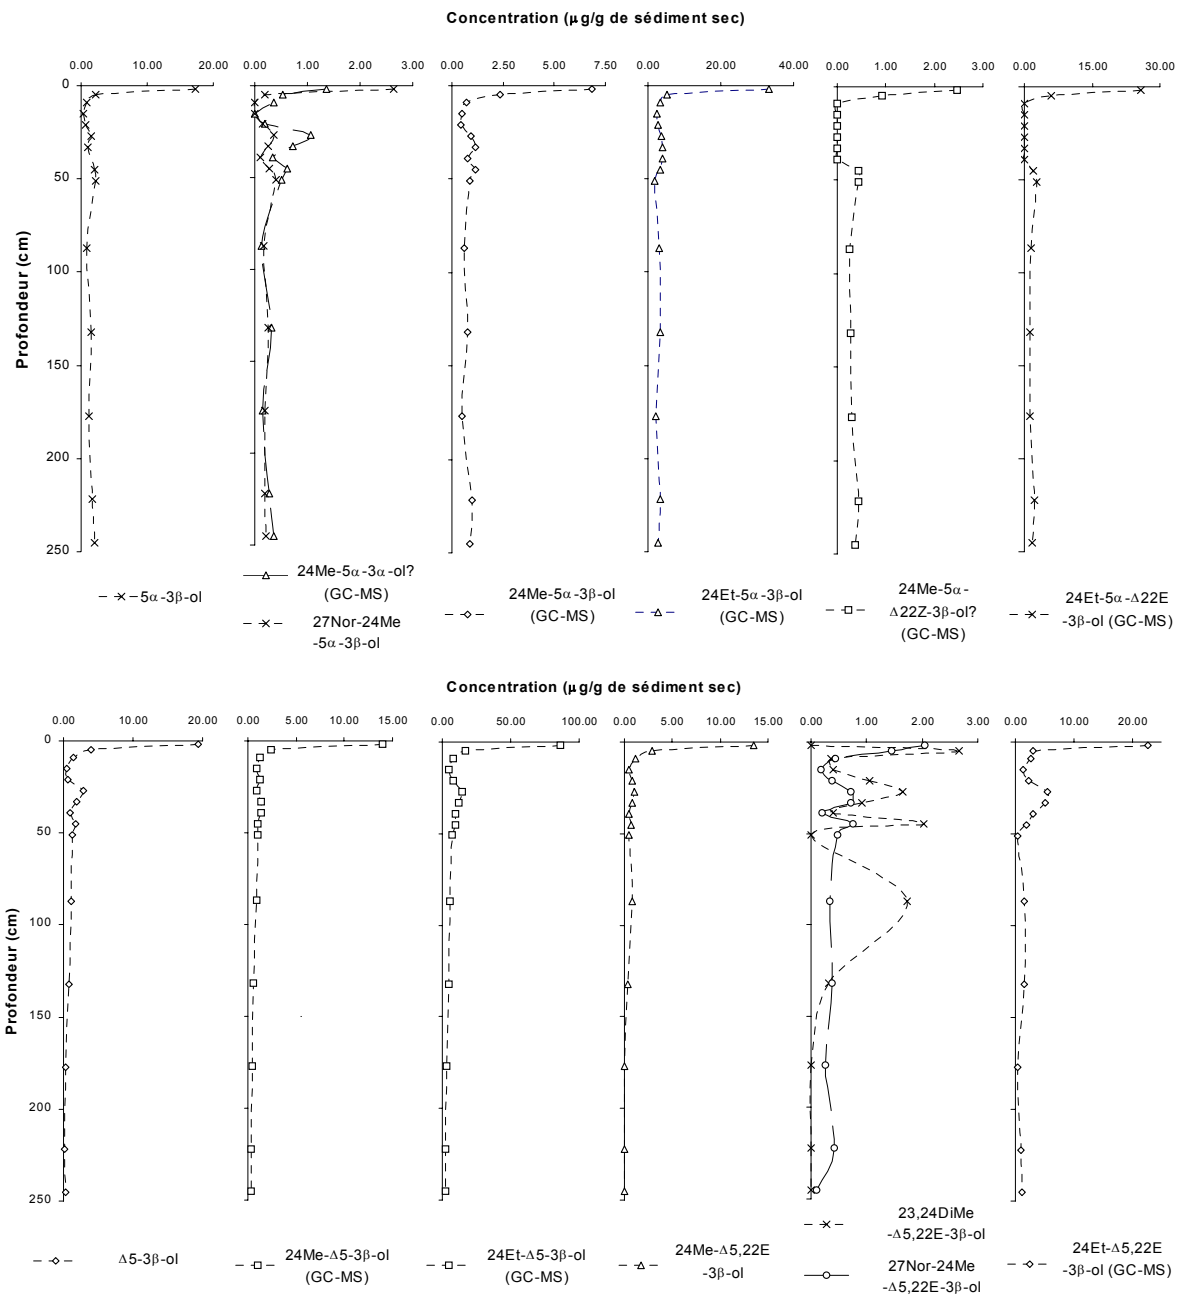 Concentration (μg/g de sédiment sec)
0.00 10.00 20.00
0.00 1.00 2.00 3.00
0.00 2.50 5.00 7.50
0.00 20.00 40.00
0.00 1.00 2.00 3.00
0.00 15.00 30.00
0
50
100
150
200
250
Profondeur (cm)
5α-3β-ol
24Me-5α-3α-ol?
(GC-MS)
27Nor-24Me
-5α-3β-ol
24Me-5α-3β-ol
(GC-MS)
24Et-5α-3β-ol
(GC-MS)
24Me-5α-
Δ22Z-3β-ol?
(GC-MS)
24Et-5α-Δ22E
-3β-ol (GC-MS)
Concentration (μg/g de sédiment sec)
0.00 10.00 20.00
0.00 5.00 10.00 15.00
0.00 50.00 100.00
0.00 5.00 10.00 15.00
0.00 1.00 2.00 3.00
0.00 10.00 20.00
0
50
100
150
200
250
Profondeur (cm)
Δ5-3β-ol
24Me-Δ5-3β-ol
(GC-MS)
24Et-Δ5-3β-ol
(GC-MS)
24Me-Δ5,22E
-3β-ol
23,24DiMe
-Δ5,22E-3β-ol
27Nor-24Me
-Δ5,22E-3β-ol
24Et-Δ5,22E
-3β-ol (GC-MS)